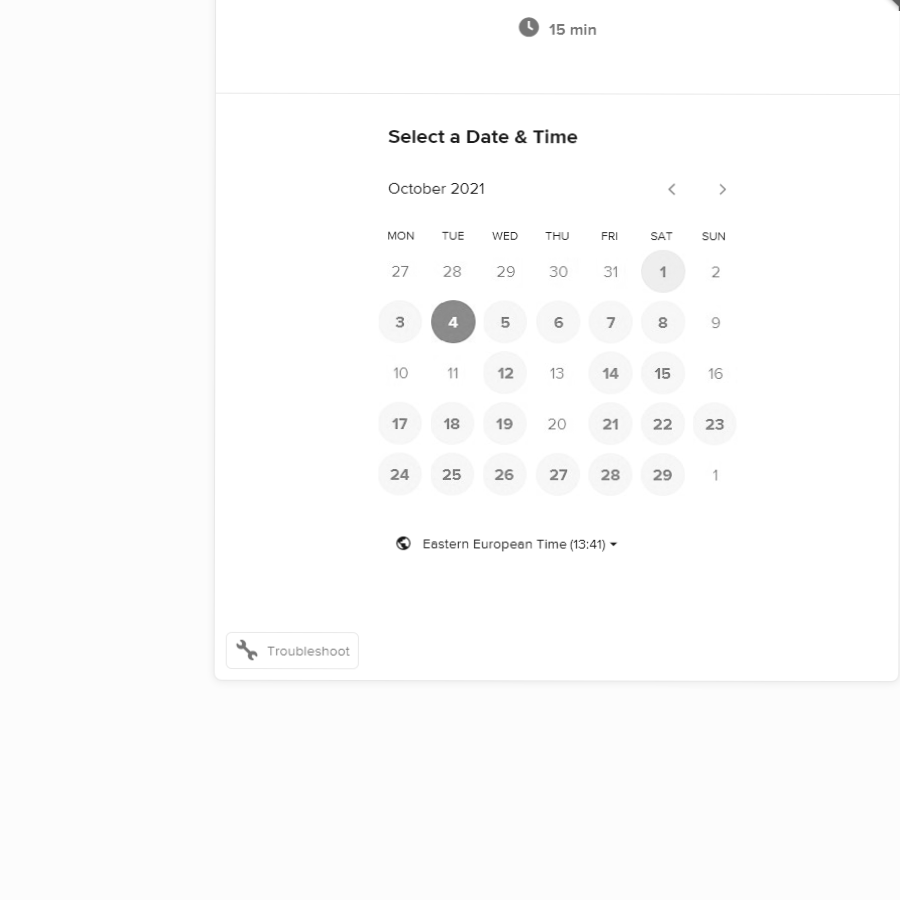 15 min
Select a Date & Time
October 2021
MON TUE WED THU FRI SAT SUN
27 28 29 30 31 1 2
3 4 5 6 7 8 9
10 11 12 13 14 15 16
17 18 19 20 21 22 23
24 25 26 27 28 29 1
Eastern European Time (13:41)
Troubleshoot